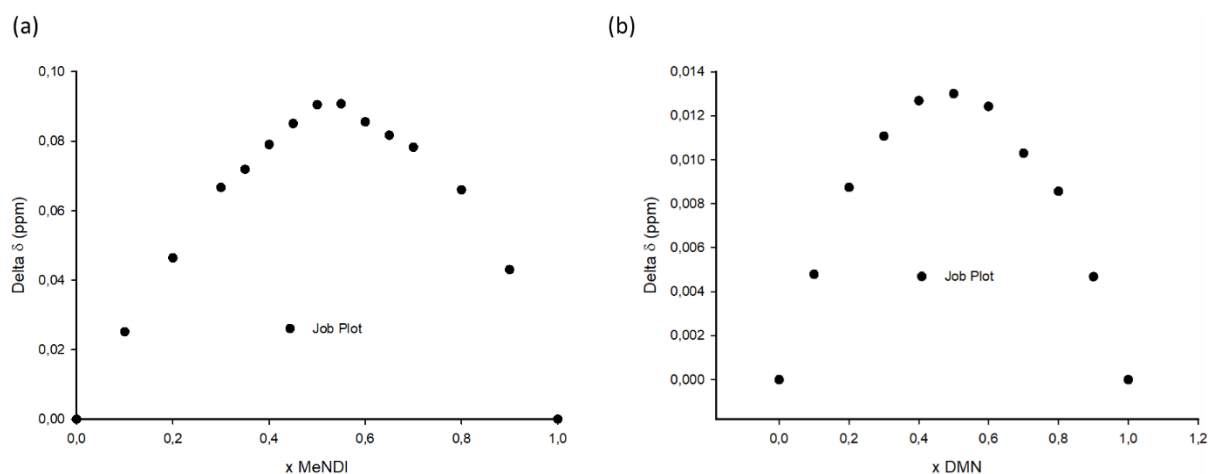 (a)
Delta δ (ppm)
0,10
0,08
0,06
0,04
0,02
0,00
Job Plot
0,0 0,2 0,4 0,6 0,8 1,0
x MeNDI
(b)
Delta δ (ppm)
0,014
0,012
0,010
0,008
0,006
0,004
0,002
0,000
Job Plot
0,0 0,2 0,4 0,6 0,8 1,0 1,2
x DMN